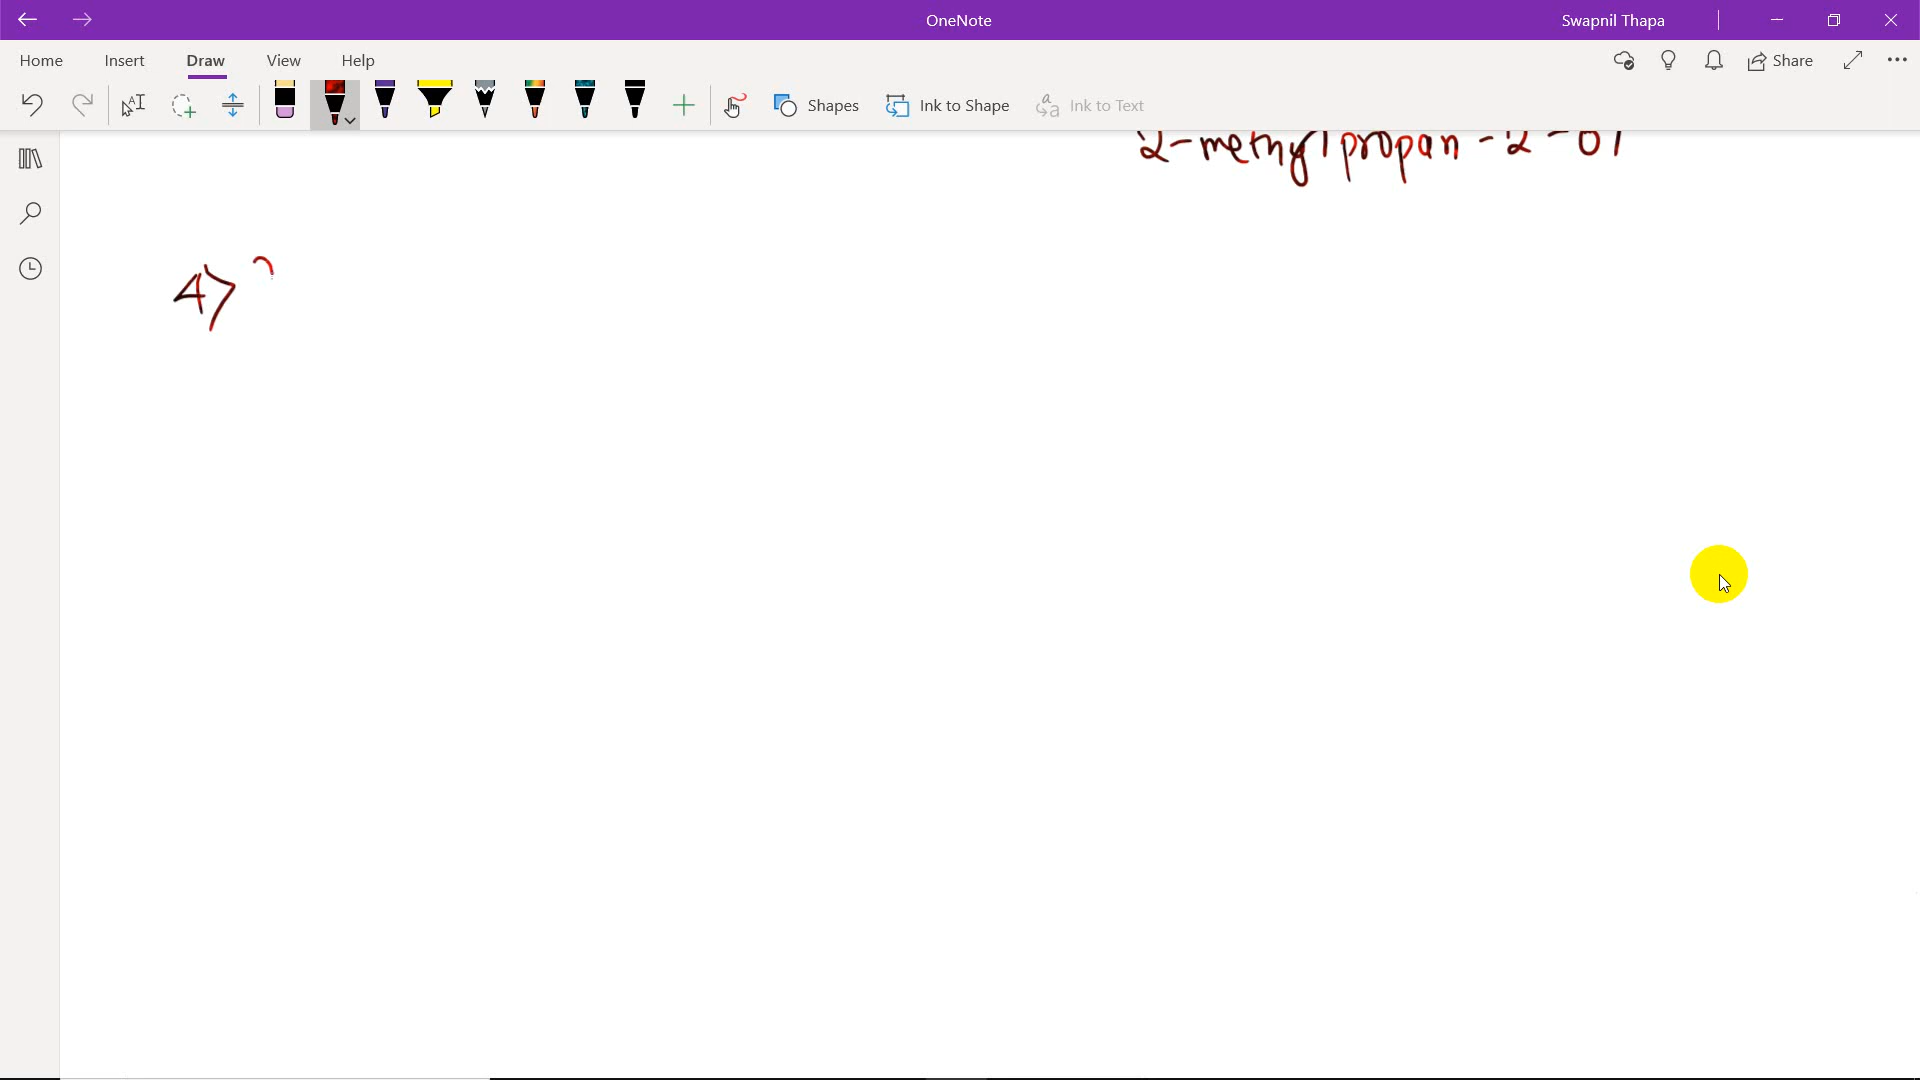 OneNote
Swapnil Thapa
Home Insert Draw View Help
Share
Shapes Ink to Shape Ink to Text
2-methylpropan-2-ol
4>